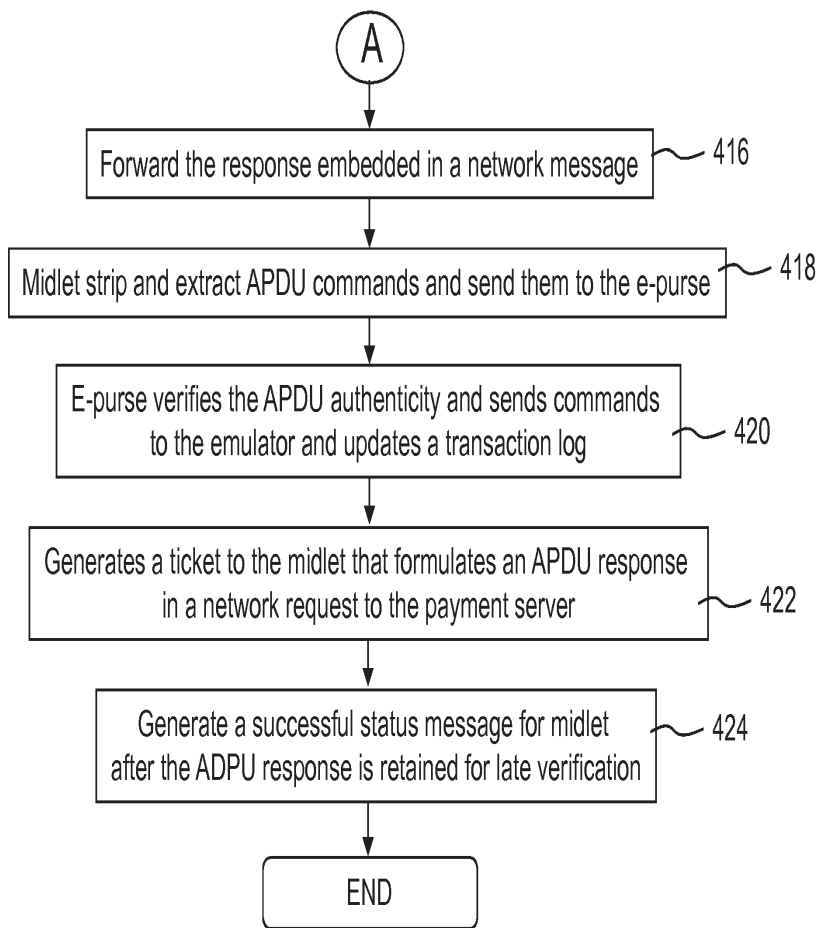 A
Forward the response embedded in a network message
416
Midlet strip and extract APDU commands and send them to the e-purse
418
E-purse verifies the APDU authenticity and sends commands
to the emulator and updates a transaction log
420
Generates a ticket to the midlet that formulates an APDU response
in a network request to the payment server
422
Generate a successful status message for midlet
after the ADPU response is retained for late verification
424
END